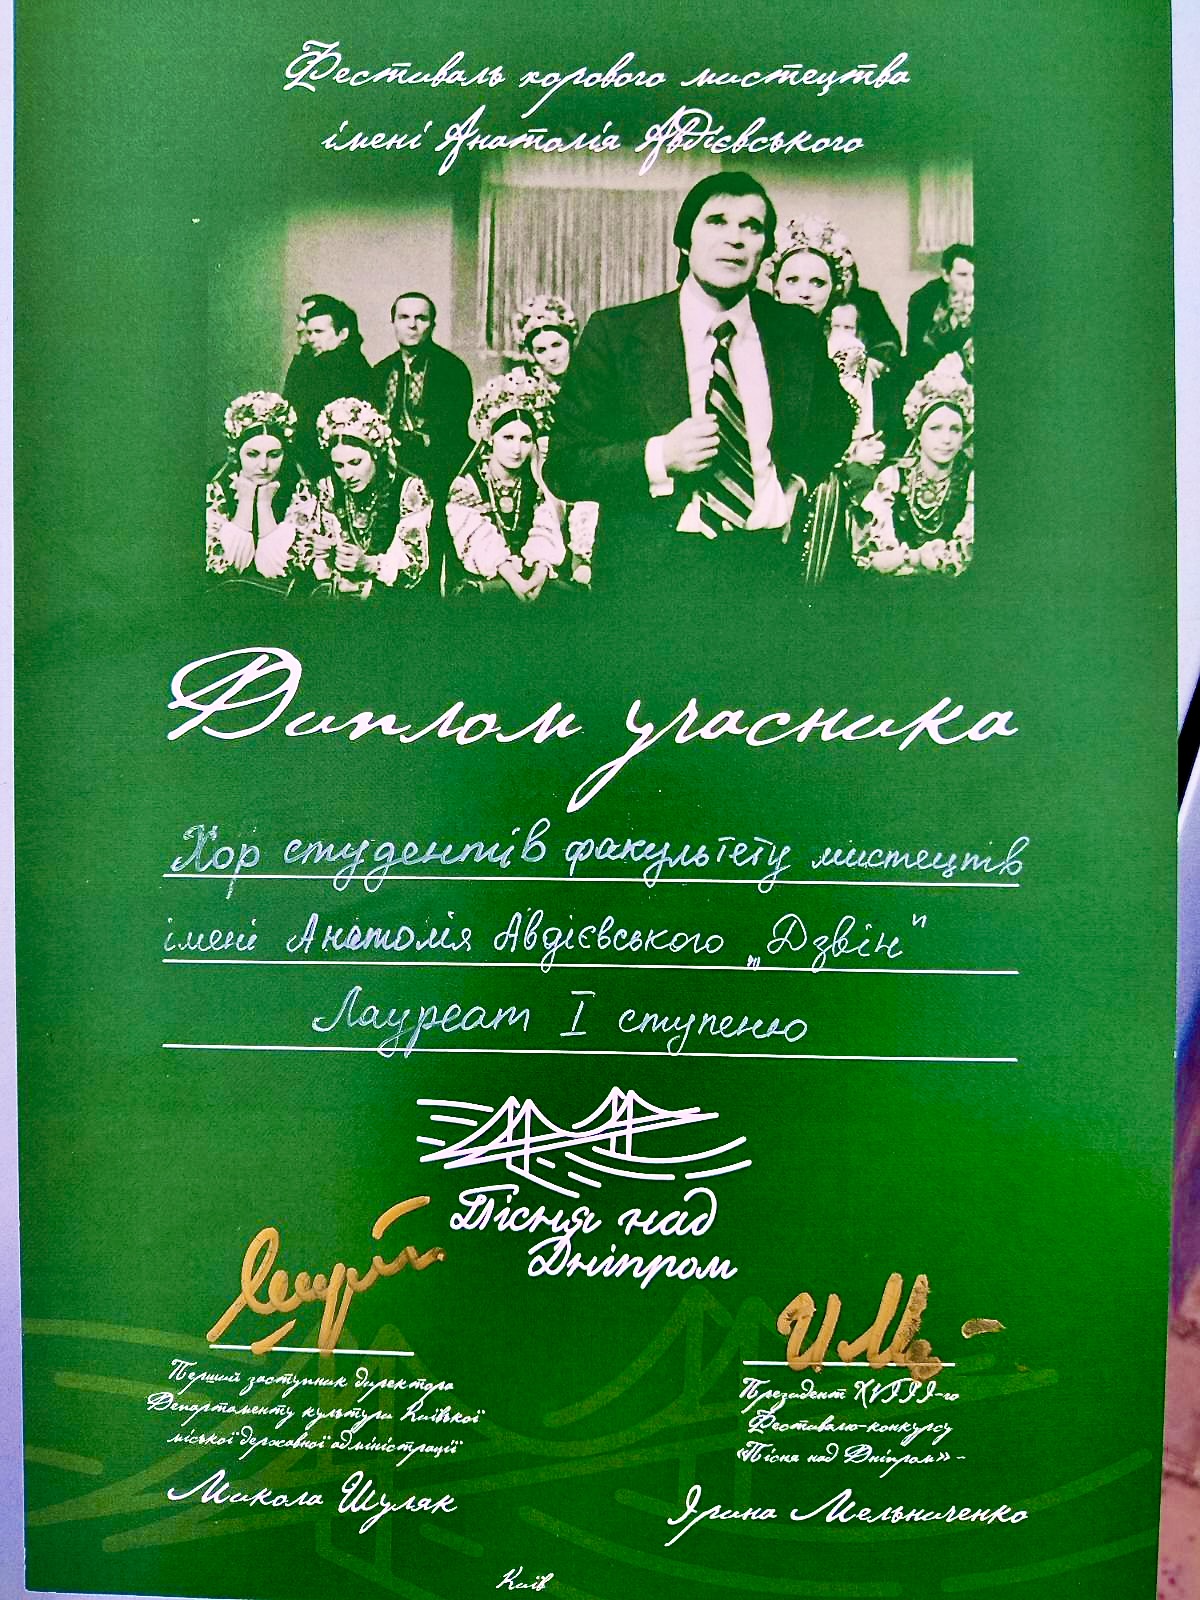 Фестиваль хорового мистецтва
імені Анатолія Авдієвського
Диплом учасника
Хор студентів факультету мистецтв
імені Анатолія Авдієвського „Дзвін"
Лауреат I ступеню
Пісня над
Дніпром
Перший заступник директора
Департаменту культури Київської
міської державної адміністрації
Микола Шуляк
И.М.
Президент XVIII-го
Фестивалю-конкурсу
«Пісня над Дніпром» -
Ірина Мельниченко
Київ